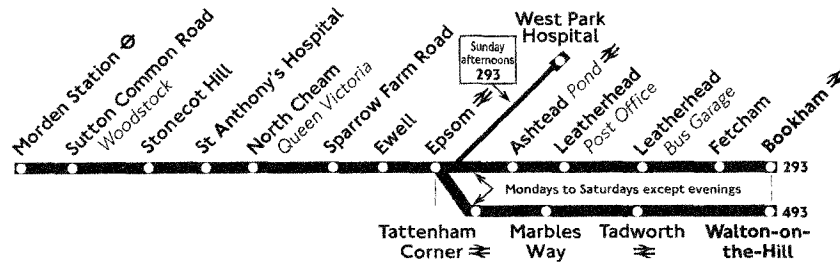 Morden Station
Sutton Common Road
Woodstock
Stonecot Hill
St Anthony's Hospital
North Cheam
Queen Victoria
Sparrow Farm Road
Ewell
Epsom
Sunday
afternoons
293
West Park
Hospital
Ashtead Pond
Leatherhead
Post Office
Leatherhead
Bus Garage
Fetcham
Bookham
293
Mondays to Saturdays except evenings
493
Tattenham
Corner
Marbles
Way
Tadworth
Walton-on-
the-Hill